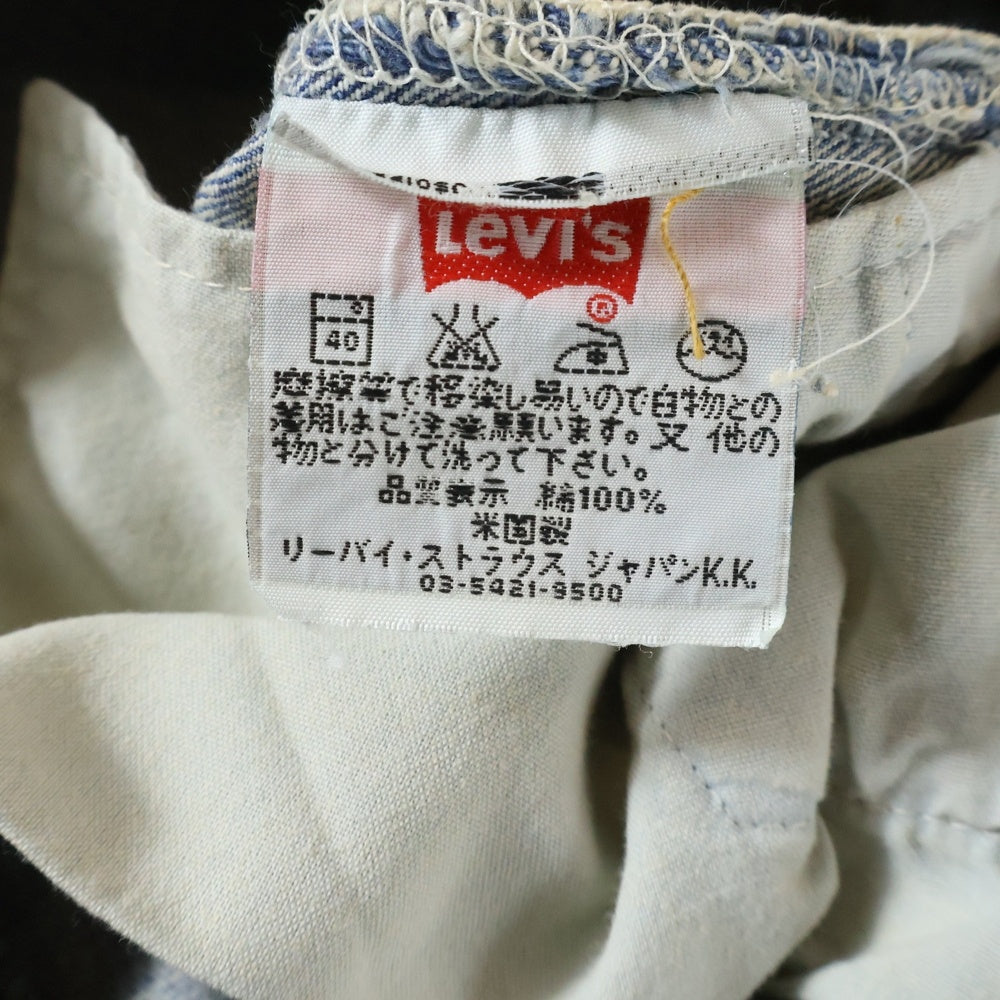 Levi's
®
40
摩擦等で移染し易いので白物との
着用はご注意願います。又 他の
物と分けて洗って下さい。
品質表示 綿100%
米国製
リーバイ・ストラウス ジャパンK.K.
03-5421-9500